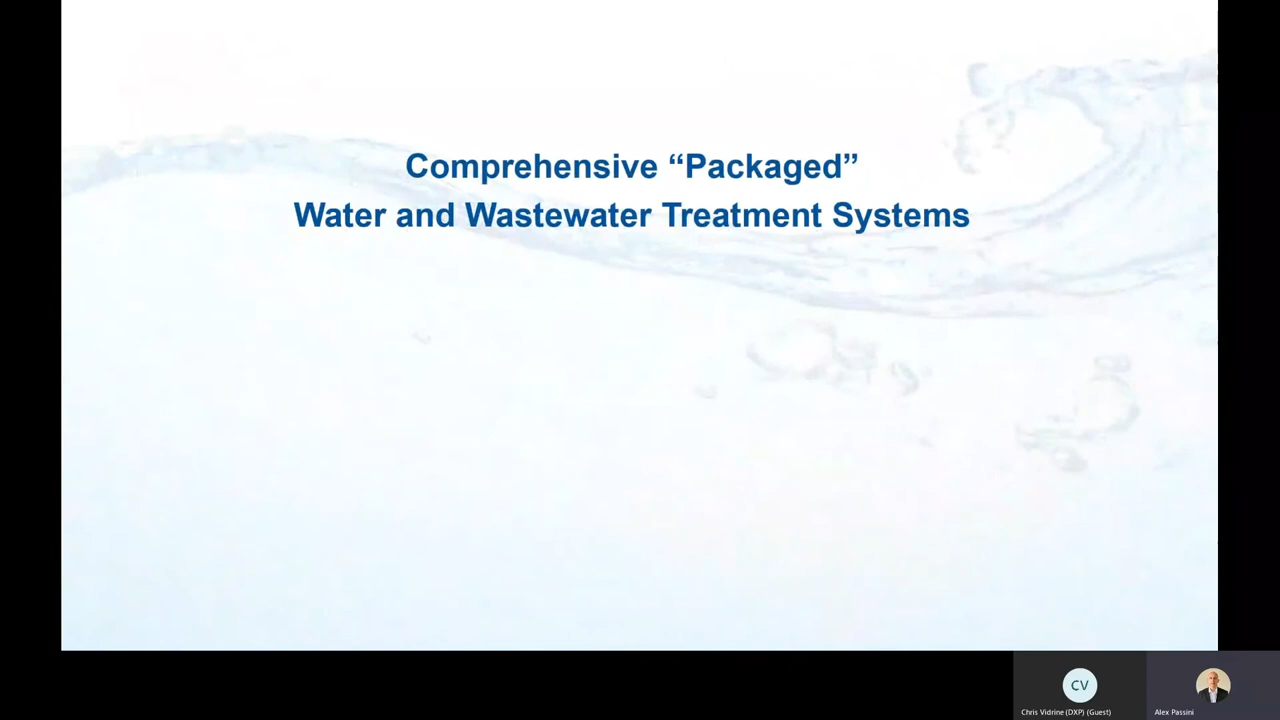 Comprehensive “Packaged”
Water and Wastewater Treatment Systems
CV
Chris Vidrine (DXP) (Guest)
Alex Passini